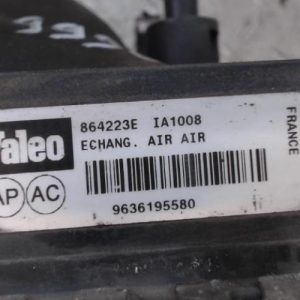 Valeo
864223E IA1008
ECHANG. AIR AIR
AP AC
9636195580
FRANCE